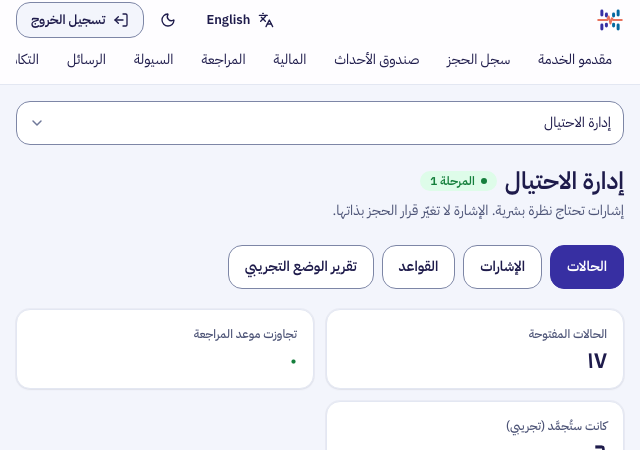 تسجيل الخروج
English
مقدمو الخدمة
سجل الحجز
صندوق الأحداث
المالية
المراجعة
السيولة
الرسائل
إدارة الاحتيال
إدارة الاحتيال
المرحلة 1
إشارات تحتاج نظرة بشرية. الإشارة لا تغيّر قرار الحجز بذاتها.
الحالات
الإشارات
القواعد
تقرير الوضع التجريبي
الحالات المفتوحة
١٧
تجاوزت موعد المراجعة
٠
كانت ستُجمَّد (تجريبي)